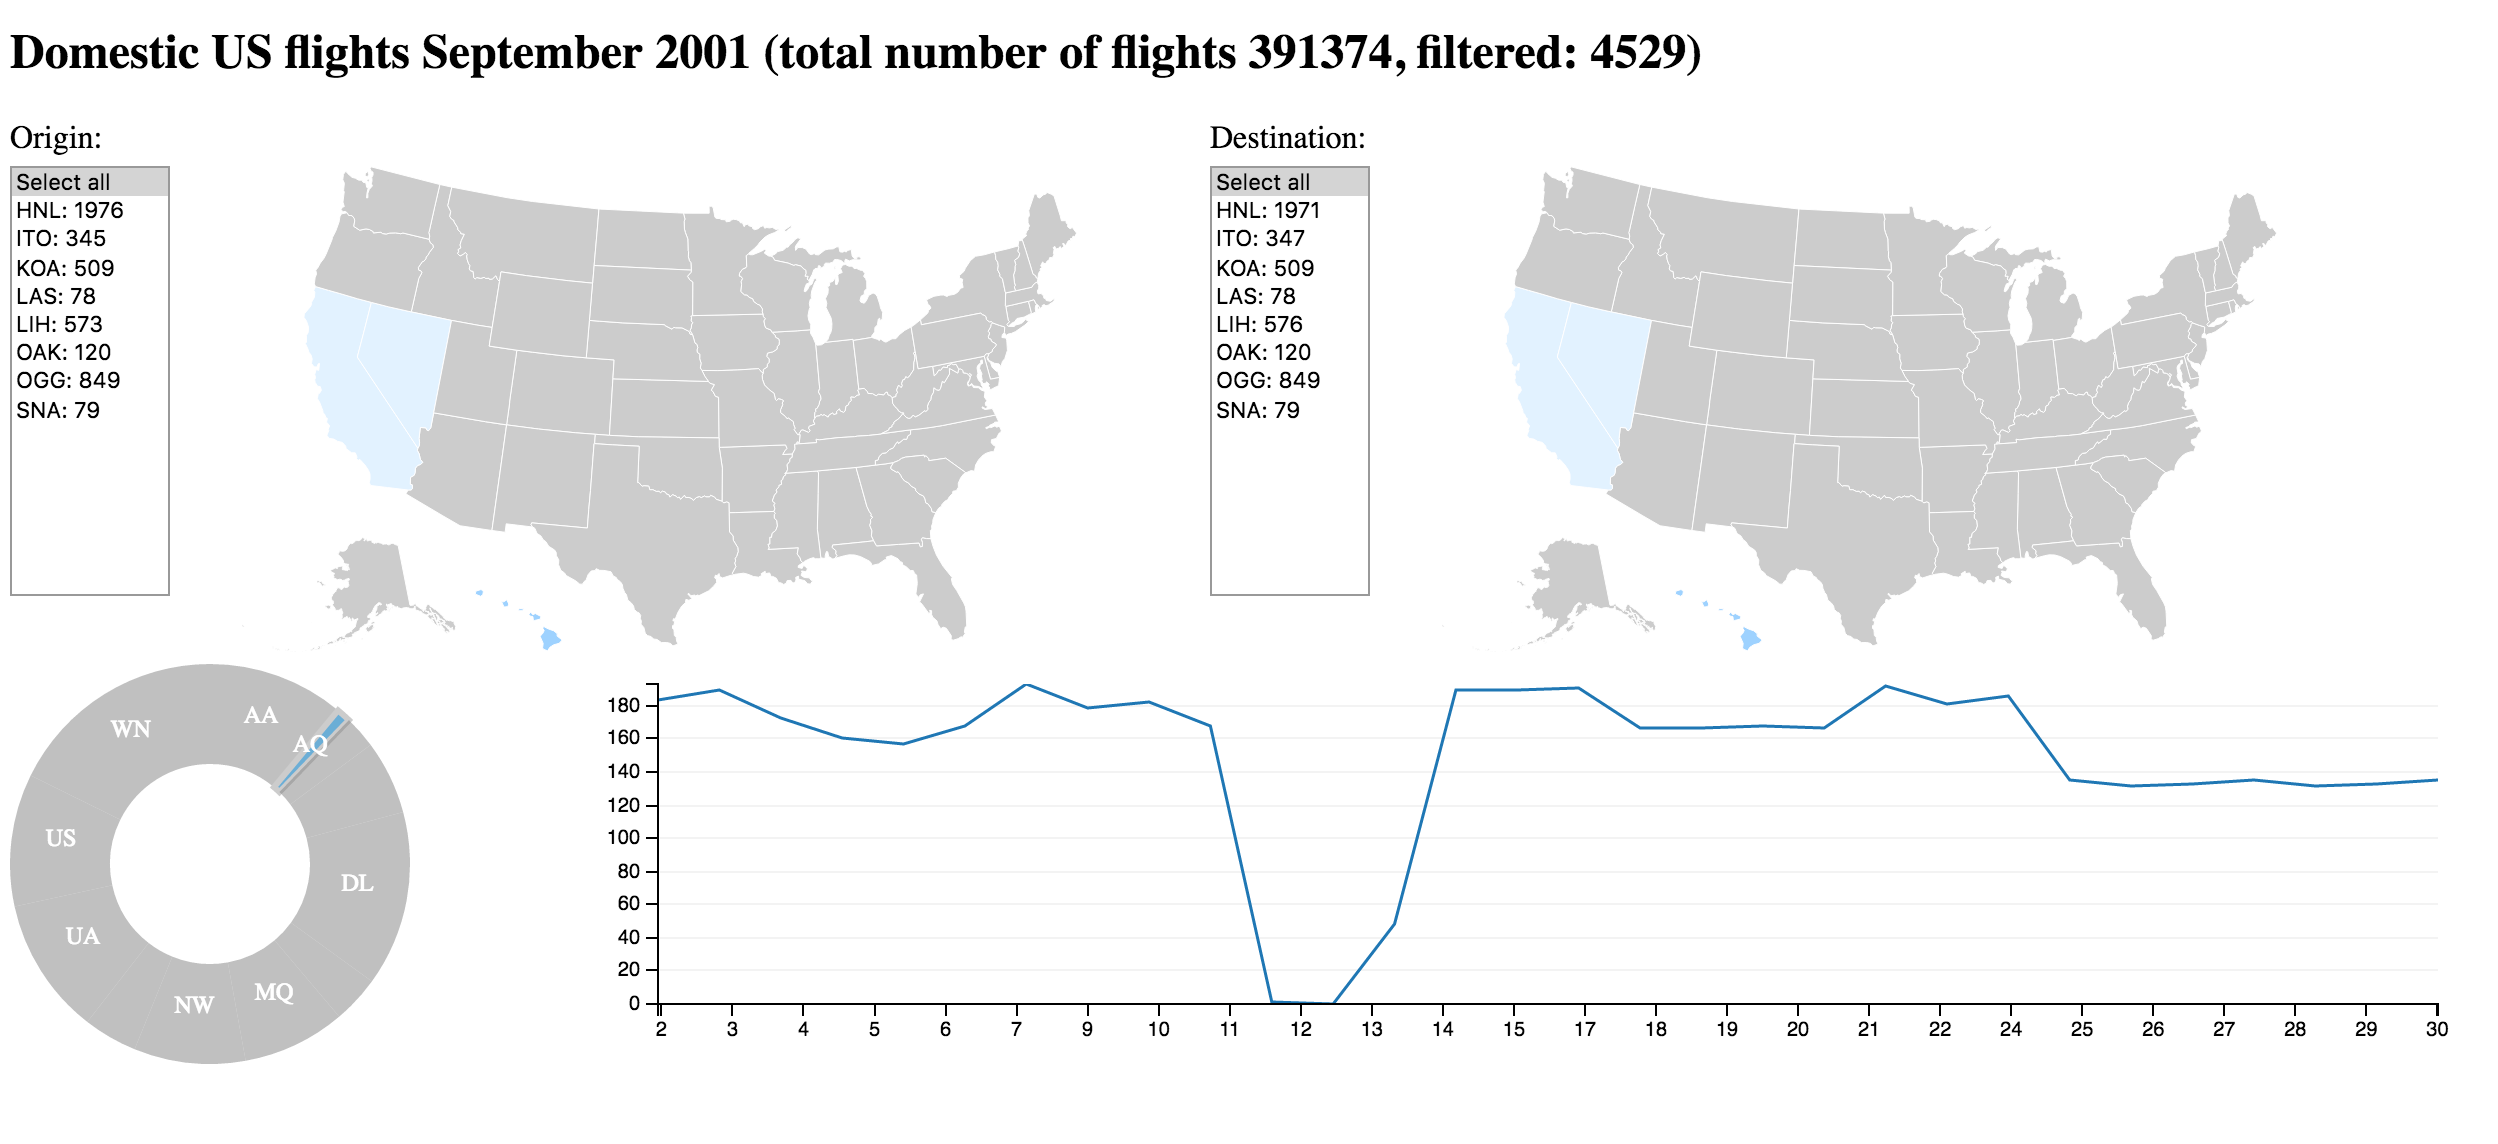 Domestic US flights September 2001 (total number of flights 391374, filtered: 4529)
Origin:
Select all
HNL: 1976
ITO: 345
KOA: 509
LAS: 78
LIH: 573
OAK: 120
OGG: 849
SNA: 79
Destination:
Select all
HNL: 1971
ITO: 347
KOA: 509
LAS: 78
LIH: 576
OAK: 120
OGG: 849
SNA: 79
AA
WN
AQ
US
DL
UA
MQ
NW
180
160
140
120
100
80
60
40
20
0
2 3 4 5 6 7 9 10 11 12 13 14 15 17 18 19 20 21 22 24 25 26 27 28 29 30